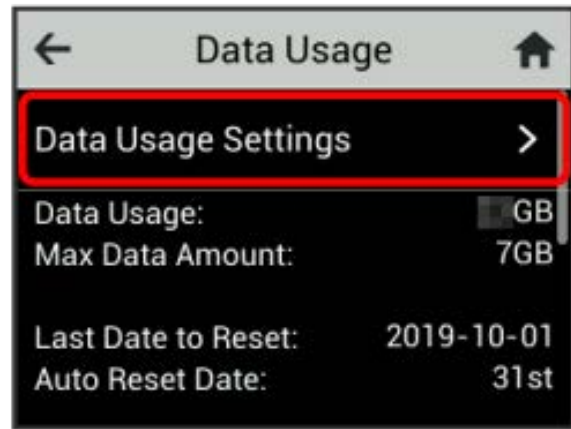 Data Usage
Data Usage Settings
Data Usage: GB
Max Data Amount: 7GB
Last Date to Reset: 2019-10-01
Auto Reset Date: 31st